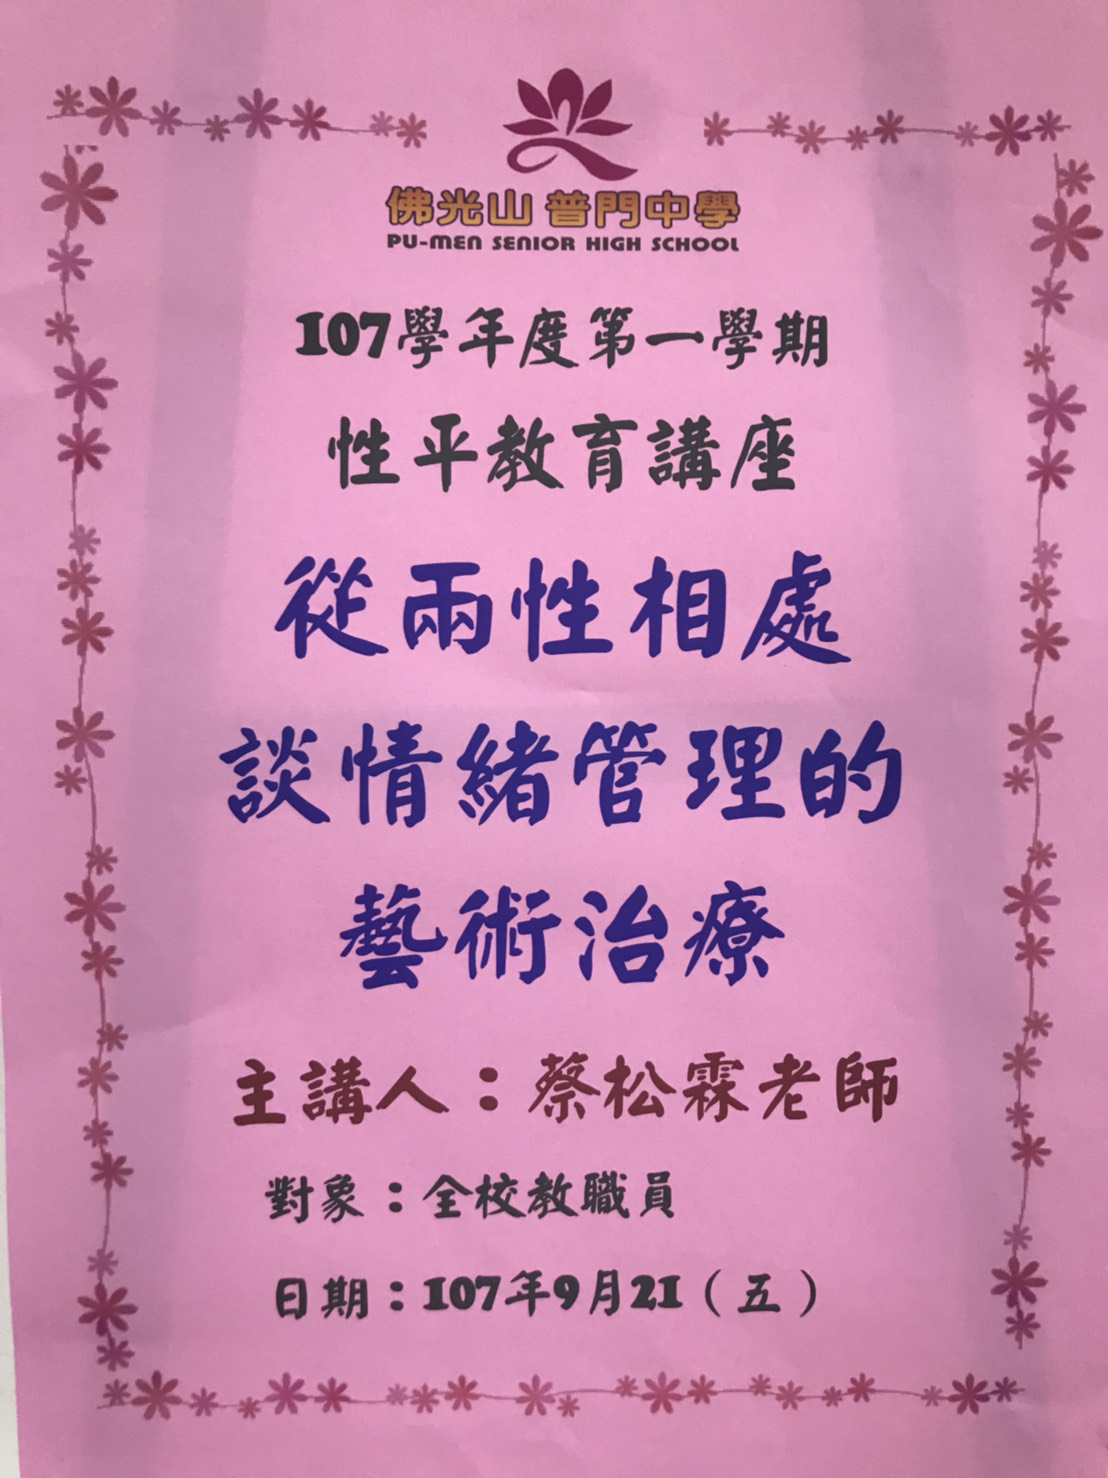 佛光山 普門中學
PU-MEN SENIOR HIGH SCHOOL
107學年度第一學期
性平教育講座
從兩性相處
談情緒管理的
藝術治療
主講人：蔡松霖老師
對象：全校教職員
日期：107年9月21（五）